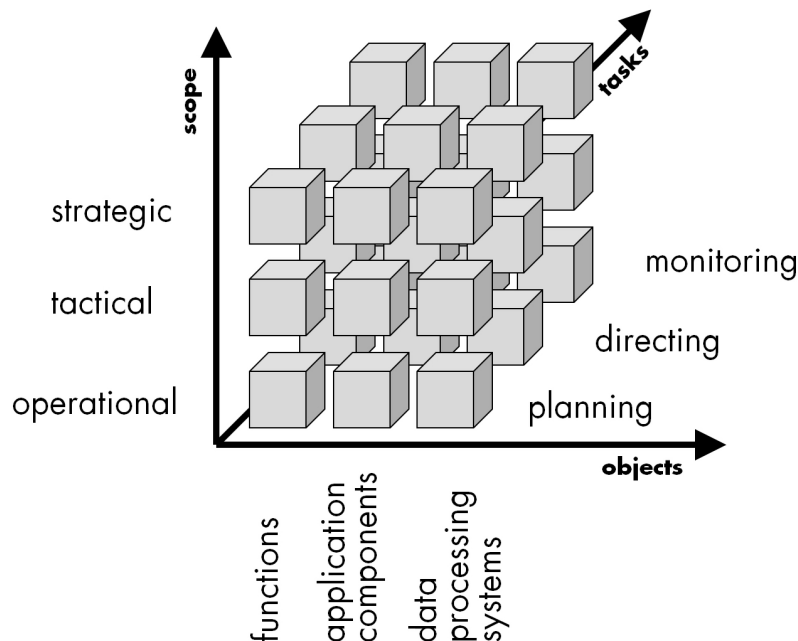 tasks
scope
strategic
monitoring
tactical
directing
operational
planning
objects
functions
application
components
data
processing
systems